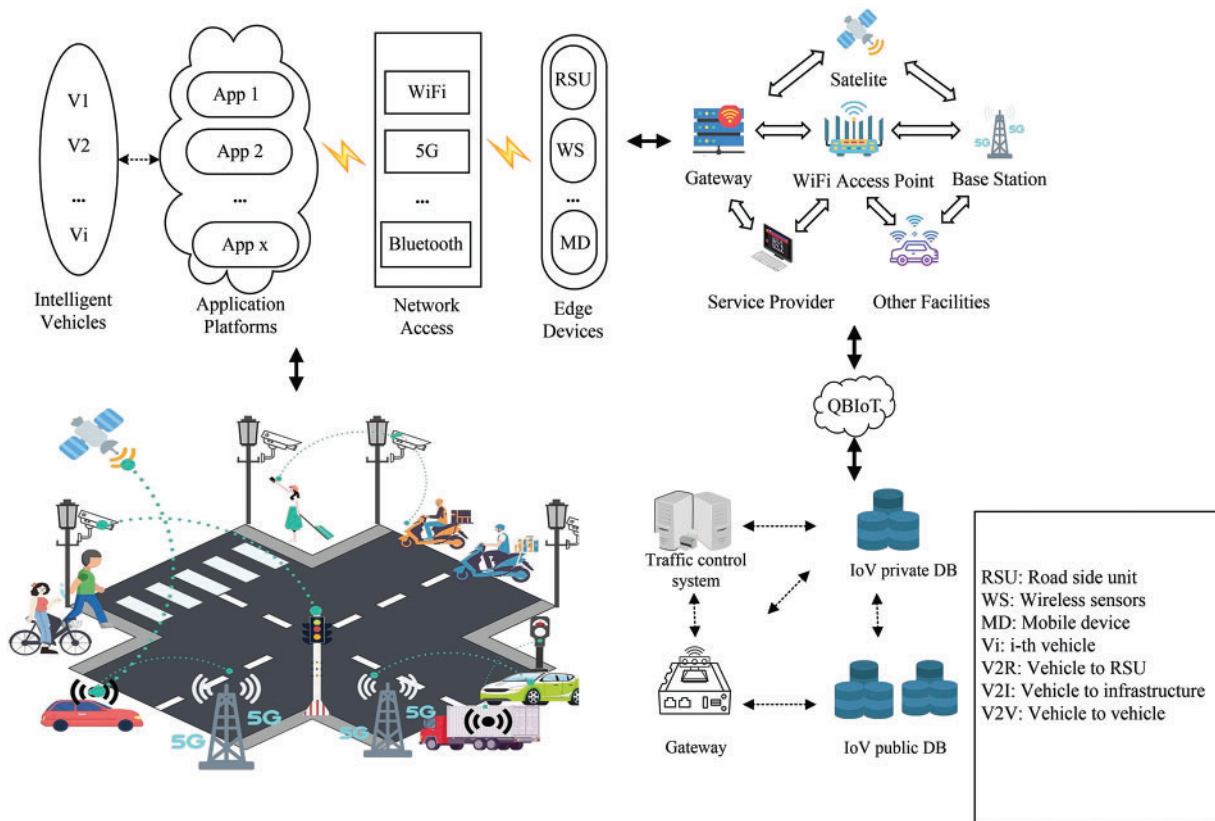 V1
V2
...
Vi
Intelligent
Vehicles
App 1
App 2
...
App x
Application
Platforms
WiFi
5G
...
Bluetooth
Network
Access
RSU
WS
...
MD
Edge
Devices
Satelite
Gateway
WiFi Access Point
5G
5G
Base Station
Service Provider
Other Facilities
QBIoT
Traffic control
system
IoV private DB
Gateway
IoV public DB
5G
5G
5G
5G
RSU: Road side unit
WS: Wireless sensors
MD: Mobile device
Vi: i-th vehicle
V2R: Vehicle to RSU
V2I: Vehicle to infrastructure
V2V: Vehicle to vehicle